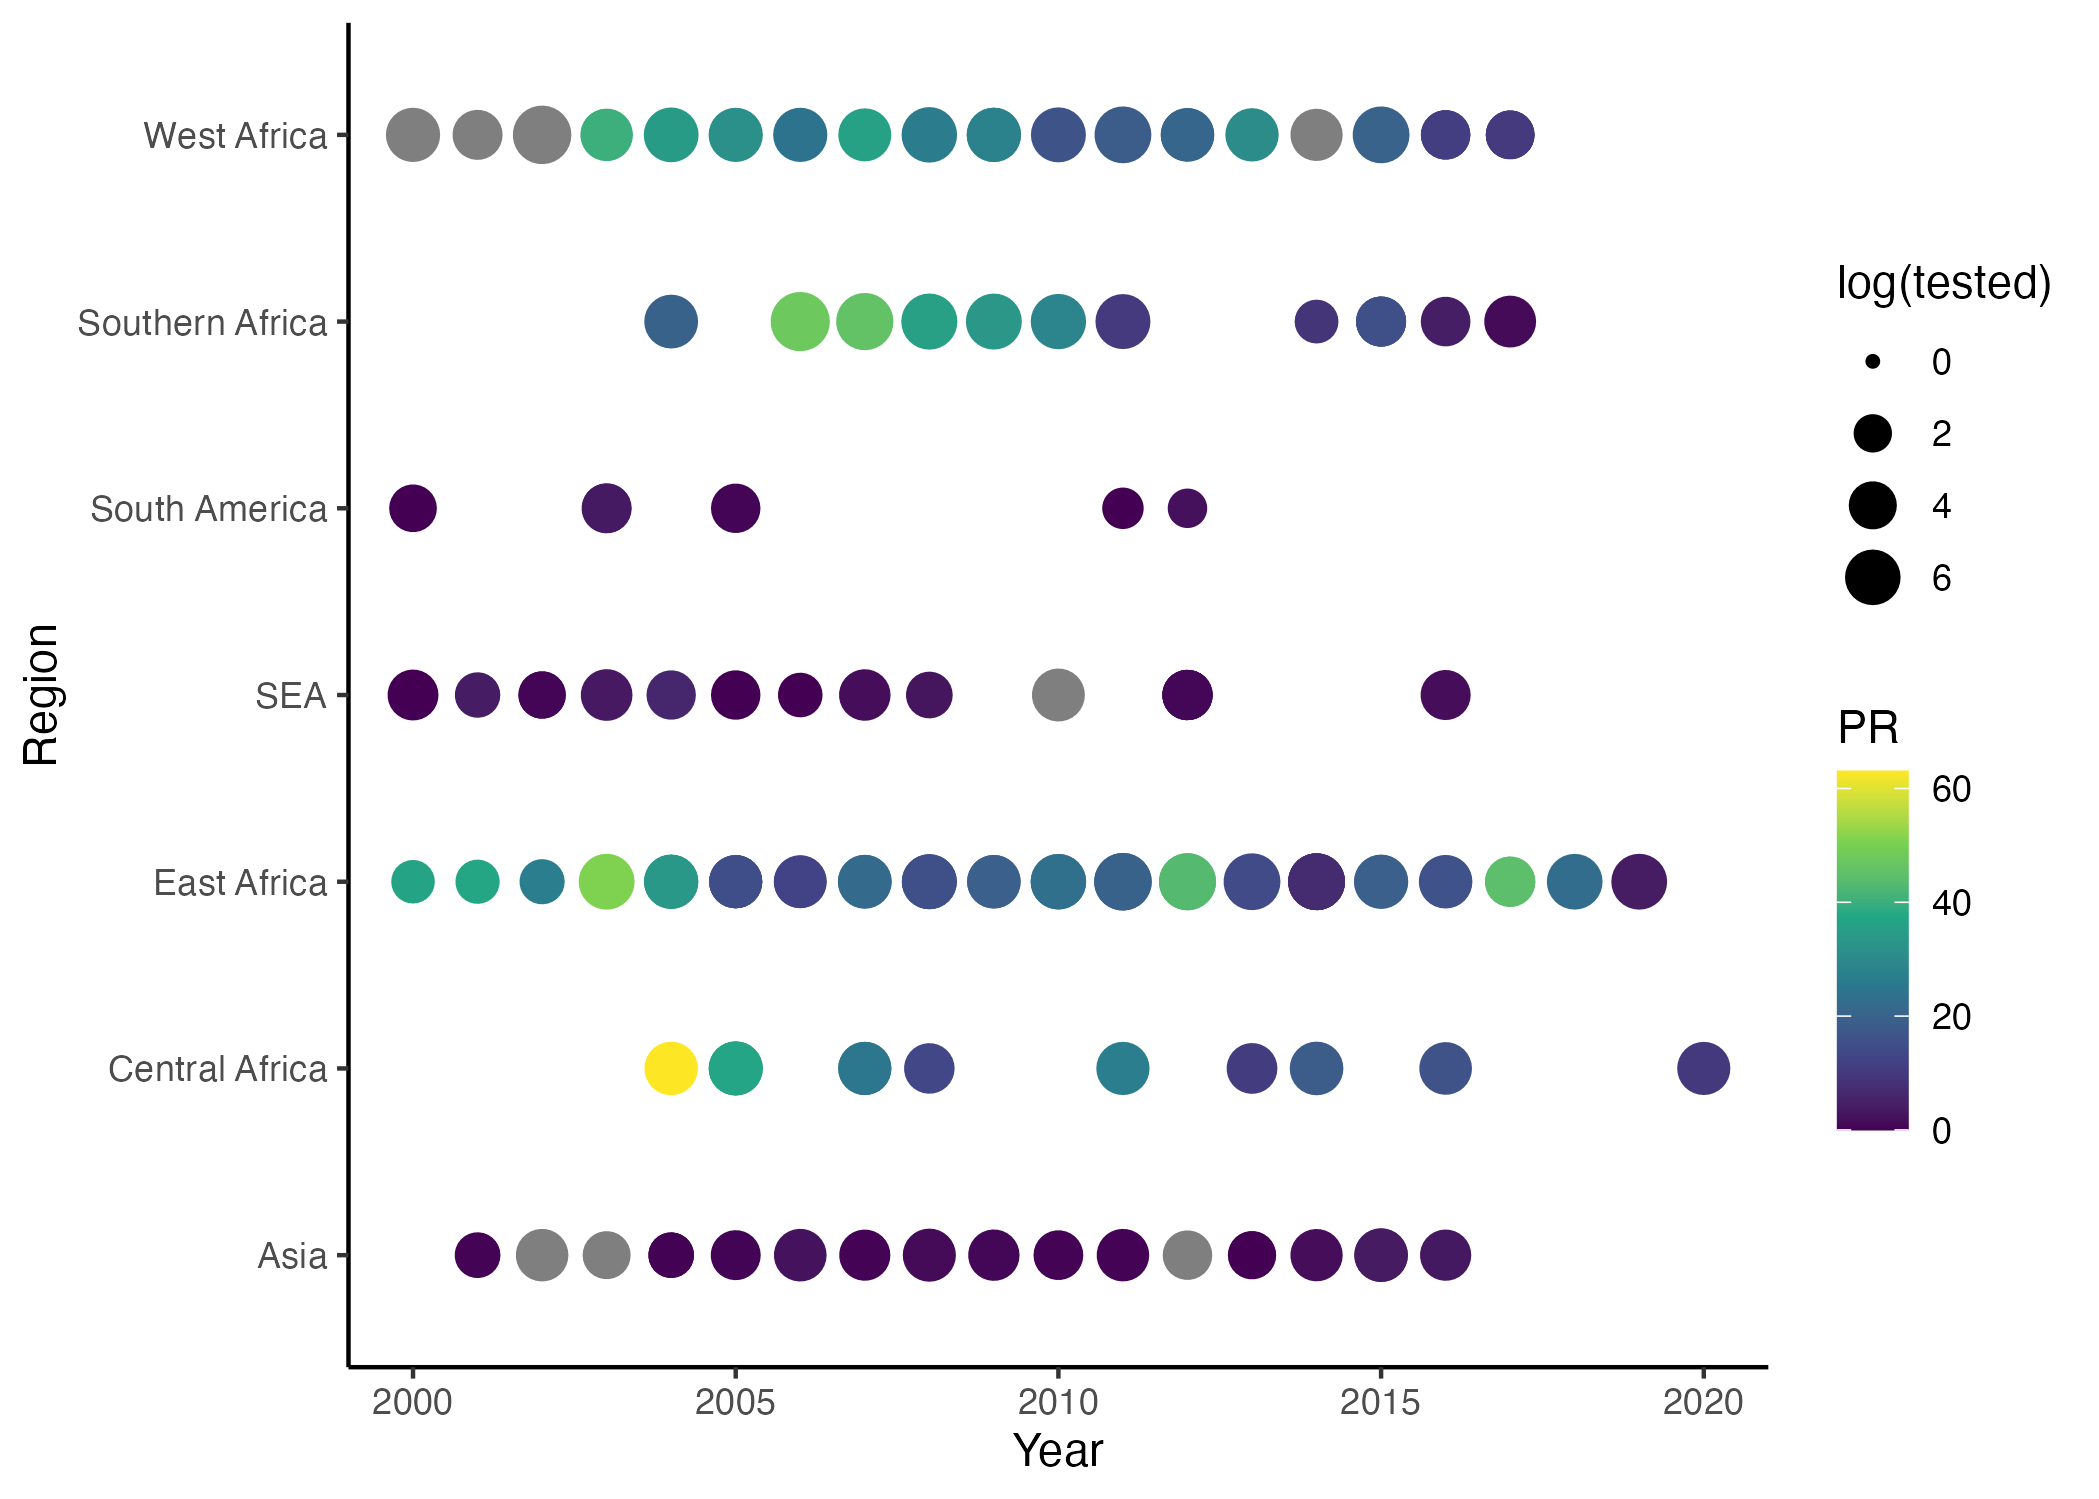 West Africa
Southern Africa
South America
SEA
East Africa
Central Africa
Asia
Region
2000
2005
2010
2015
2020
Year
log(tested)
0
2
4
6
PR
60
40
20
0